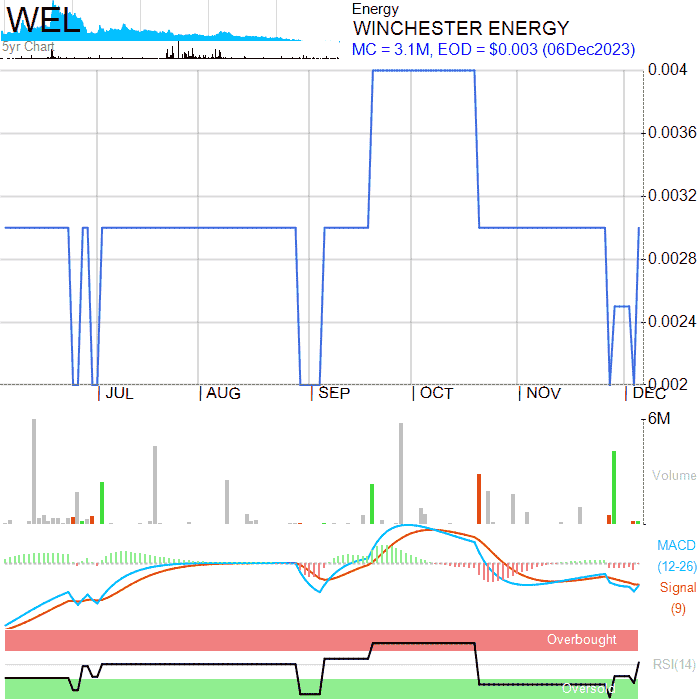 WEL
5yr Chart
Energy
WINCHESTER ENERGY
MC = 3.1M, EOD = $0.003 (06Dec2023)
0.004
0.0036
0.0032
0.0028
0.0024
0.002
JUL AUG SEP OCT NOV DEC
6M
Volume
MACD
(12-26)
Signal
(9)
Overbought
RSI(14)
Oversold